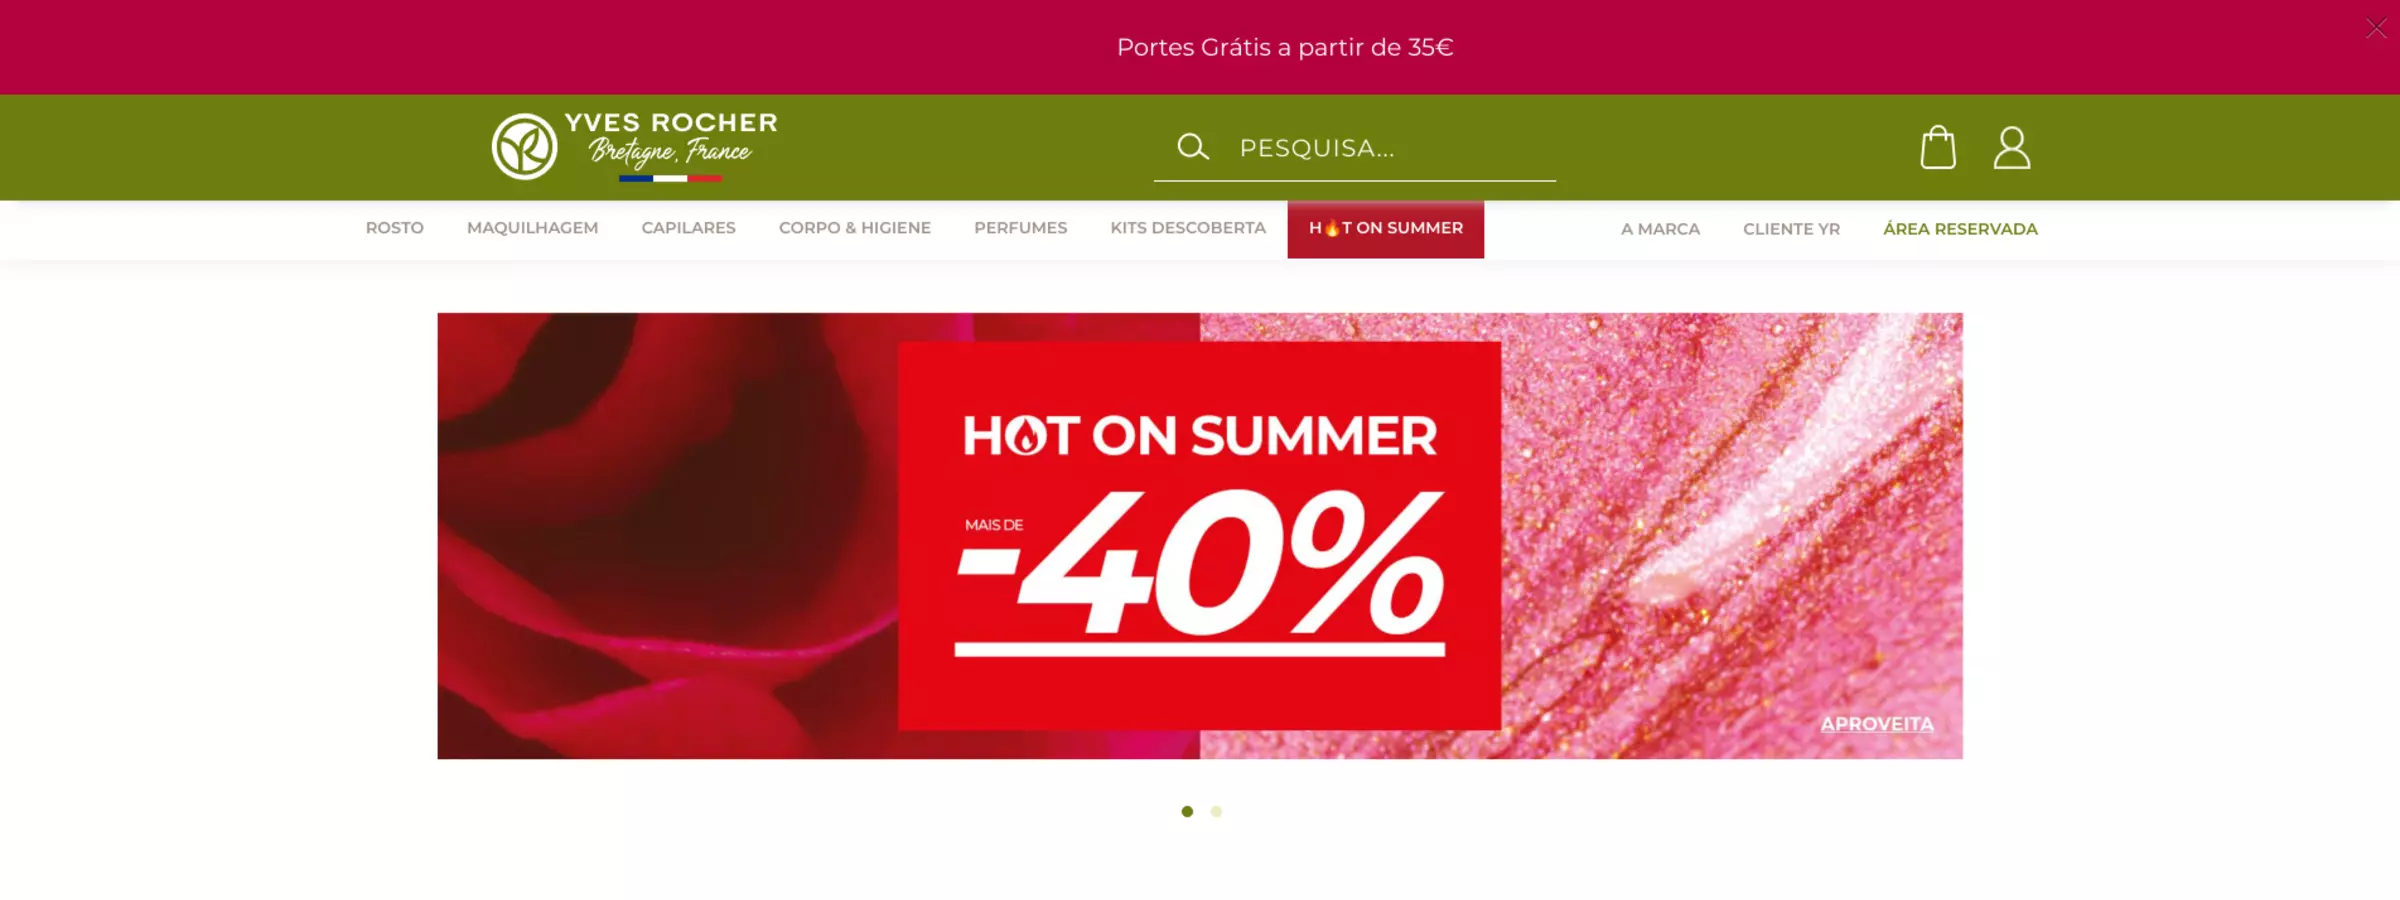 Portes Grátis a partir de 35€
YVES ROCHER
Bretagne, France
PESQUISA...
ROSTO MAQUILHAGEM CAPILARES CORPO & HIGIENE PERFUMES KITS DESCOBERTA H🔥T ON SUMMER A MARCA CLIENTE YR ÁREA RESERVADA
HOT ON SUMMER
MAIS DE
-40%
APROVEITA